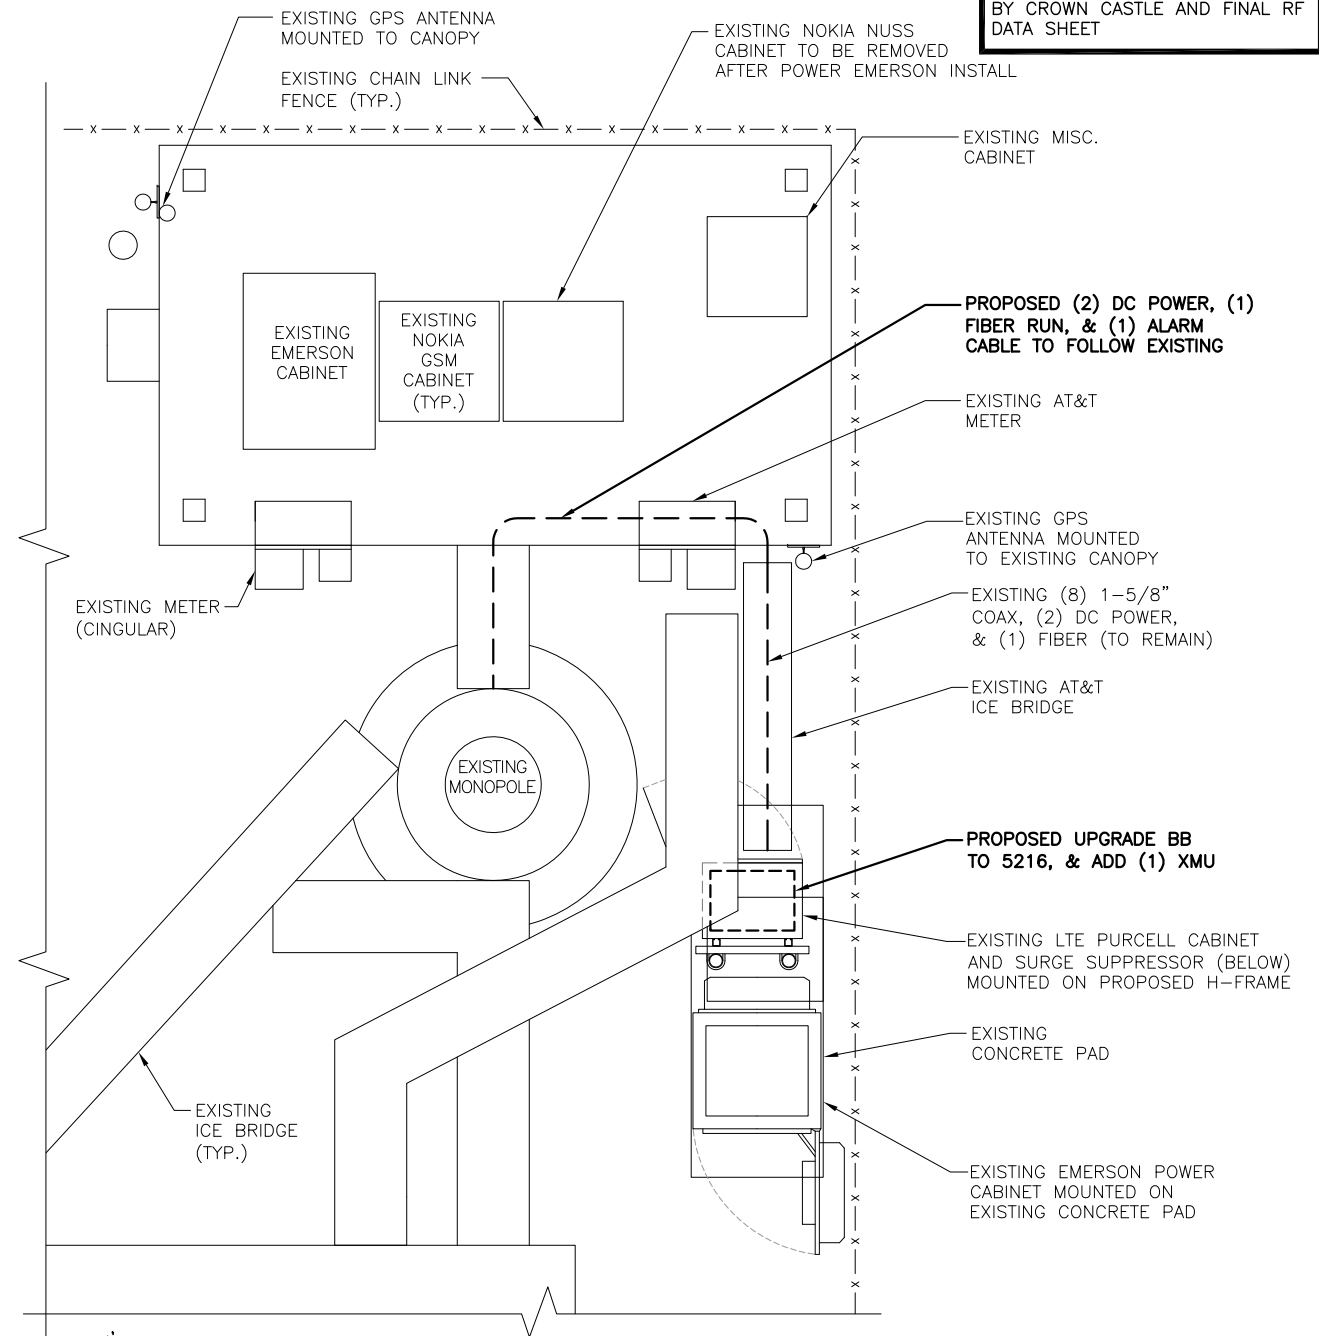 BY CROWN CASTLE AND FINAL RF
DATA SHEET
EXISTING GPS ANTENNA
MOUNTED TO CANOPY
EXISTING NOKIA NUSS
CABINET TO BE REMOVED
AFTER POWER EMERSON INSTALL
EXISTING CHAIN LINK
FENCE (TYP.)
EXISTING MISC.
CABINET
EXISTING
EMERSON
CABINET
EXISTING
NOKIA
GSM
CABINET
(TYP.)
PROPOSED (2) DC POWER, (1)
FIBER RUN, & (1) ALARM
CABLE TO FOLLOW EXISTING
EXISTING AT&T
METER
EXISTING GPS
ANTENNA MOUNTED
TO EXISTING CANOPY
EXISTING METER
(CINGULAR)
EXISTING (8) 1-5/8"
COAX, (2) DC POWER,
& (1) FIBER (TO REMAIN)
EXISTING AT&T
ICE BRIDGE
EXISTING
MONOPOLE
PROPOSED UPGRADE BB
TO 5216, & ADD (1) XMU
EXISTING LTE PURCELL CABINET
AND SURGE SUPPRESSOR (BELOW)
MOUNTED ON PROPOSED H-FRAME
EXISTING
CONCRETE PAD
EXISTING
ICE BRIDGE
(TYP.)
EXISTING EMERSON POWER
CABINET MOUNTED ON
EXISTING CONCRETE PAD